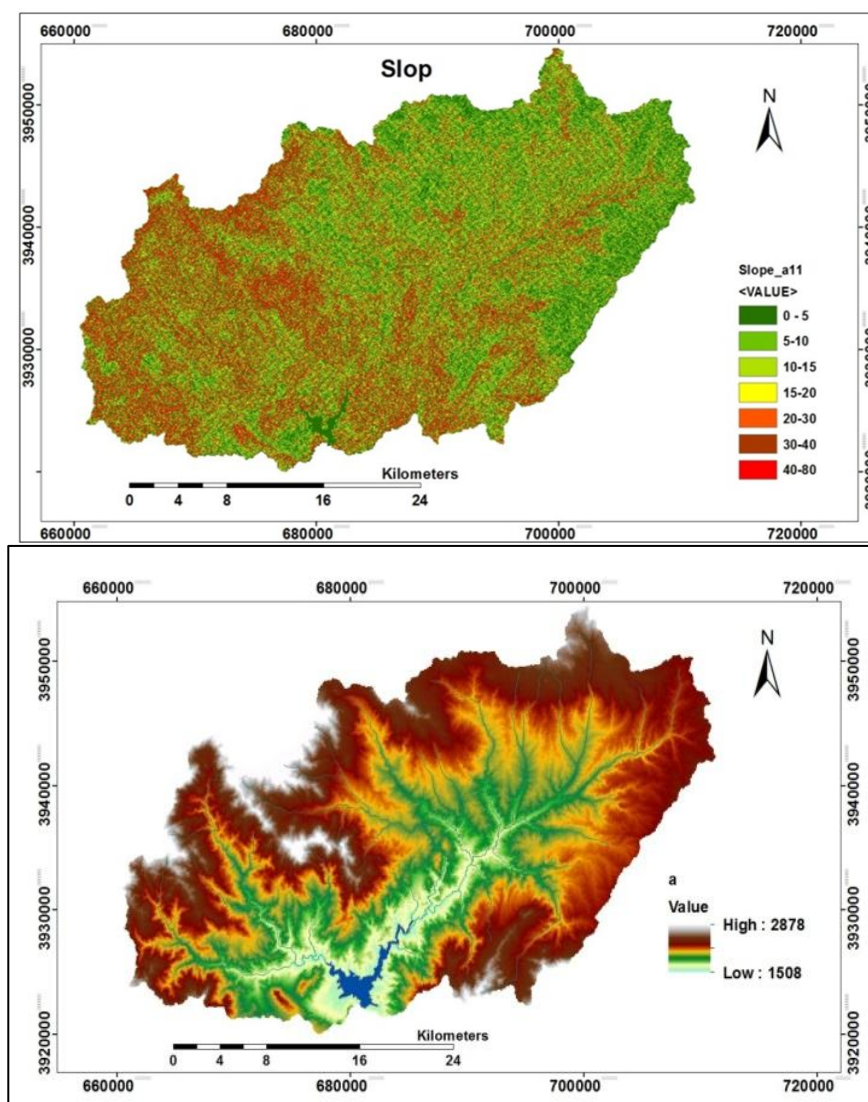 660000 680000 700000 720000
Slop
N
3950000
3940000
3930000
Slope_a11
<VALUE>
0 - 5
5-10
10-15
15-20
20-30
30-40
40-80
Kilometers
0 4 8 16 24
660000 680000 700000 720000
660000 680000 700000 720000
N
3950000 3950000
3940000 3940000
3930000 3930000
3920000 3920000
a
Value
High : 2878
Low : 1508
Kilometers
0 2 4 8 16 24
660000 680000 700000 720000